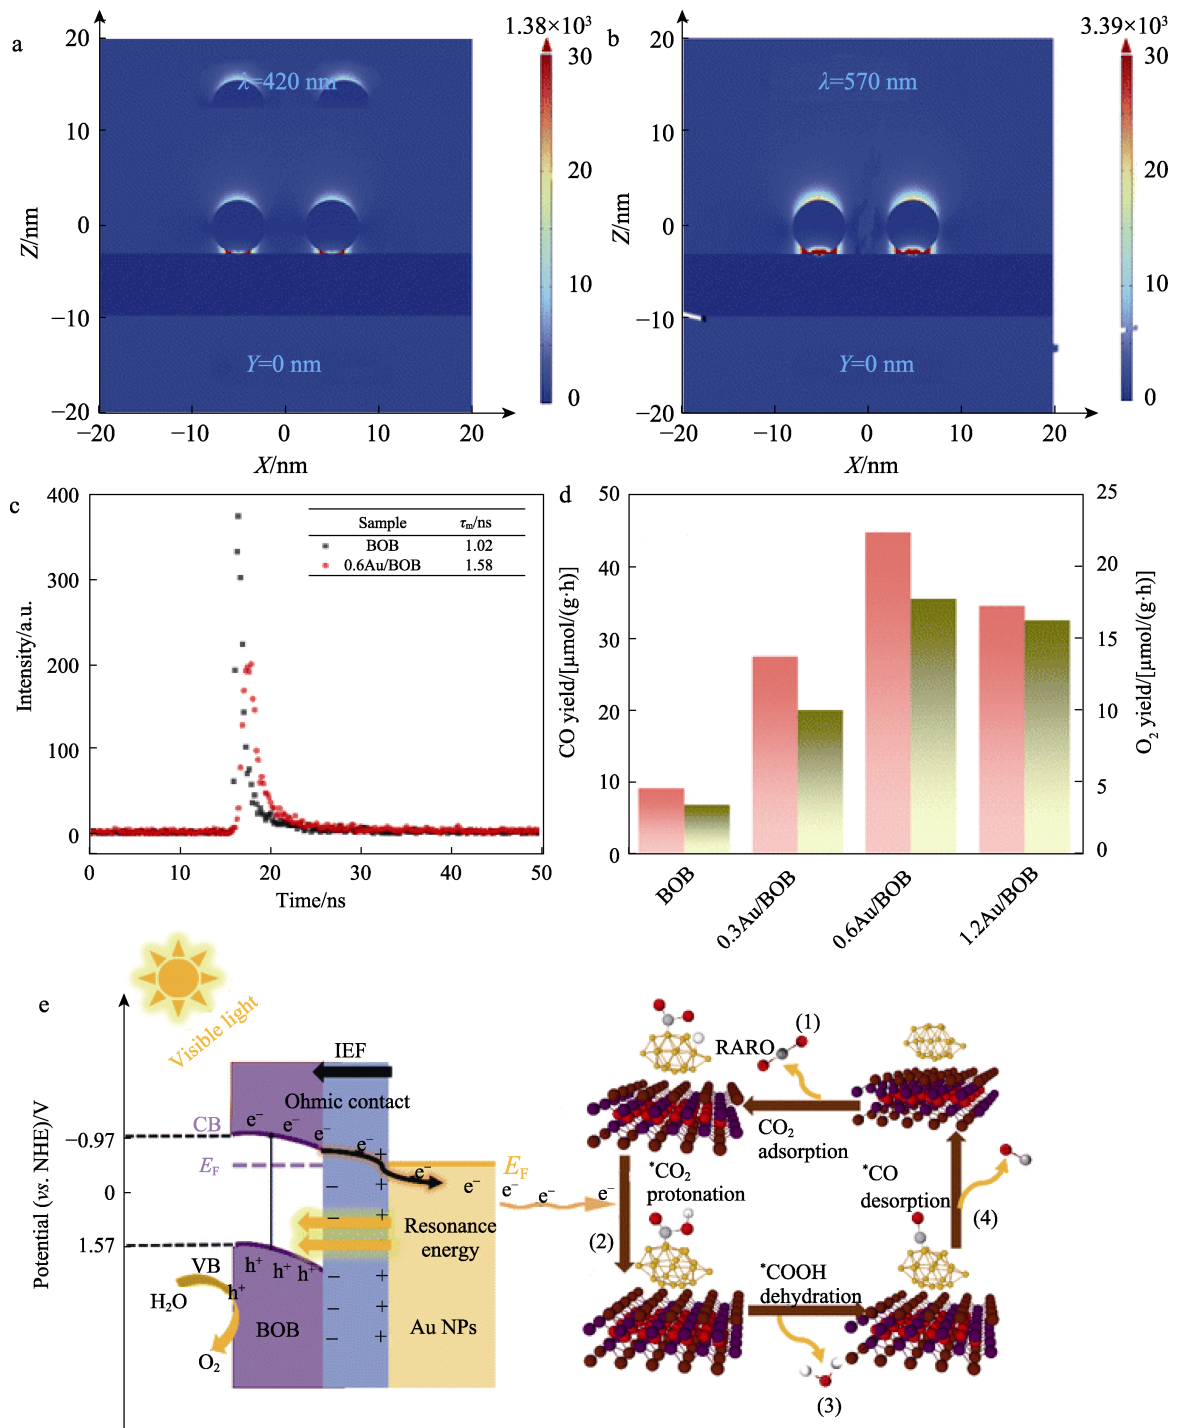 a
1.38×10³
20
10
0
−10
−20
Z/nm
λ=420 nm
Y=0 nm
−20
−10
0
10
20
X/nm
30
20
10
0
b
3.39×10³
20
10
0
−10
−20
Z/nm
λ=570 nm
Y=0 nm
−20
−10
0
10
20
X/nm
30
20
10
0
c
400
300
200
100
0
Intensity/a.u.
Sample τm/ns
BOB 1.02
0.6Au/BOB 1.58
0
10
20
30
40
50
Time/ns
d
50
40
30
20
10
0
CO yield/[μmol/(g·h)]
25
20
15
10
5
0
O₂ yield/[μmol/(g·h)]
BOB
0.3Au/BOB
0.6Au/BOB
1.2Au/BOB
e
Visible light
Potential (vs. NHE)/V
−0.97
0
1.57
IEF
Ohmic contact
CB
e⁻
e⁻
e⁻
e⁻
e⁻
e⁻
EF
EF
e⁻
e⁻
e⁻
Resonance
energy
+
+
+
+
+
−
−
−
−
−
VB
h⁺
h⁺
h⁺
h⁺
H₂O
O₂
BOB
Au NPs
RARO
(1)
CO₂
adsorption
*CO₂
protonation
(2)
*COOH
dehydration
(3)
*CO
desorption
(4)